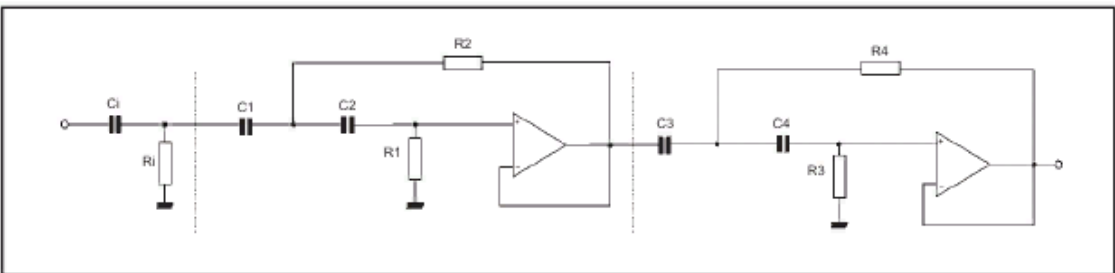 R2
R4
Ci
C1
C2
C3
C4
Ri
R1
R3
+
-
+
-